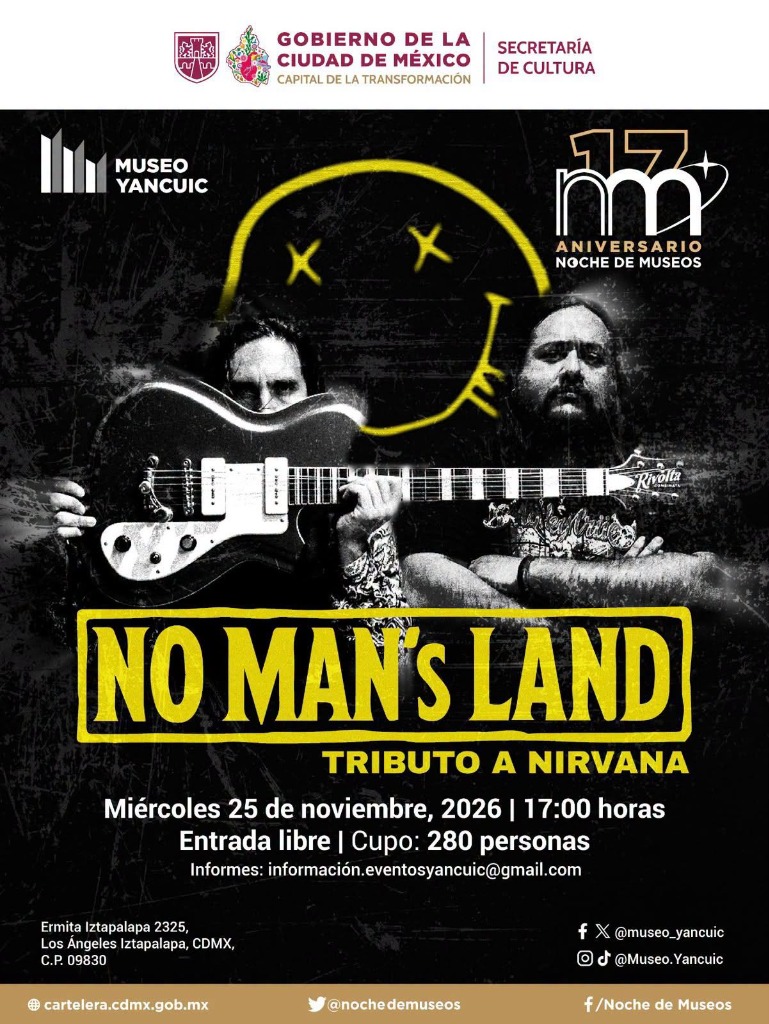 GOBIERNO DE LA
CIUDAD DE MÉXICO
CAPITAL DE LA TRANSFORMACIÓN
SECRETARÍA
DE CULTURA
MUSEO
YANCUIC
17
nm
ANIVERSARIO
NOCHE DE MUSEOS
Rivolta
NO MAN's LAND
TRIBUTO A NIRVANA
Miércoles 25 de noviembre, 2026 | 17:00 horas
Entrada libre | Cupo: 280 personas
Informes: información.eventosyancuic@gmail.com
Ermita Iztapalapa 2325,
Los Ángeles Iztapalapa, CDMX,
C.P. 09830
@museo_yancuic
@Museo.Yancuic
cartelera.cdmx.gob.mx
@nochedemuseos
/Noche de Museos